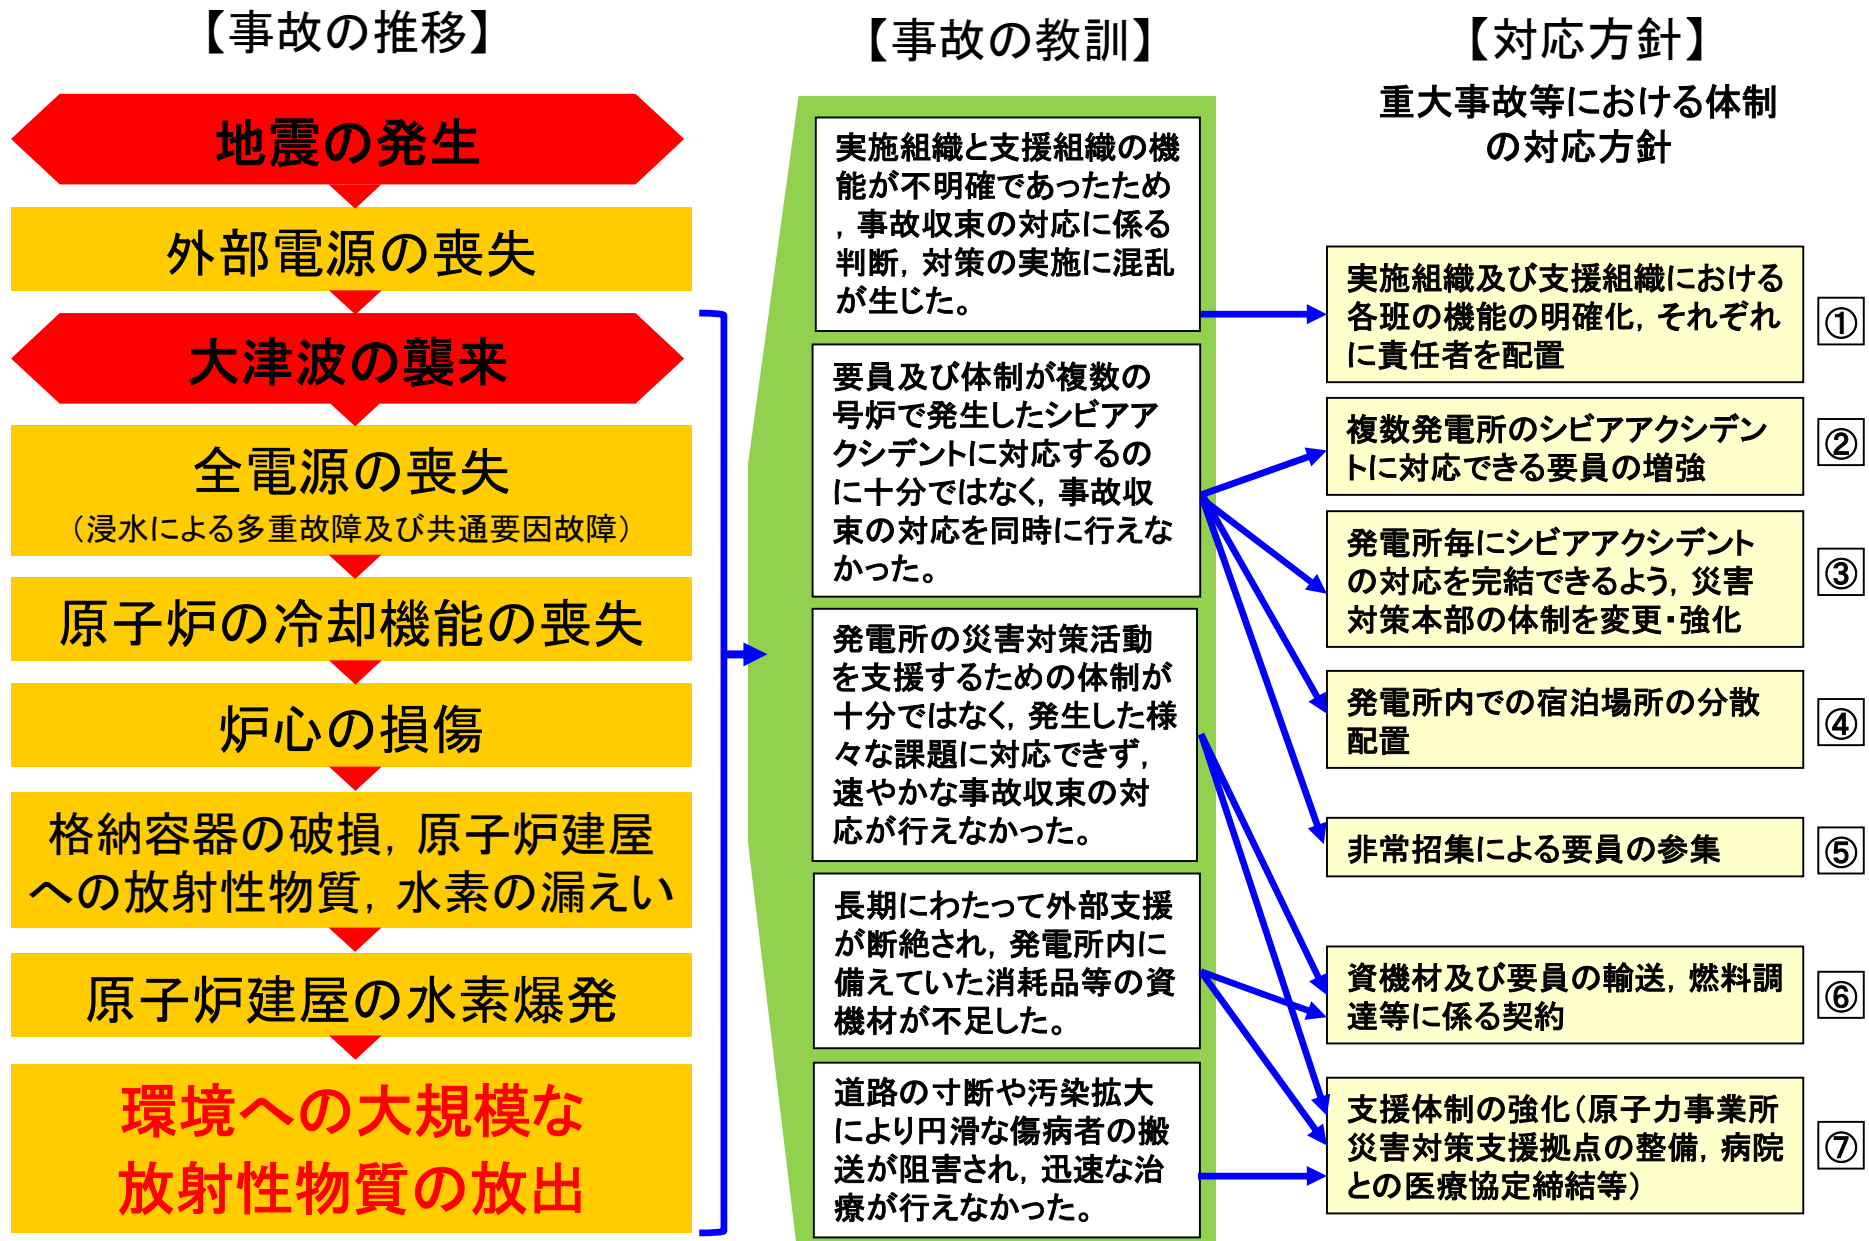 【事故の推移】
地震の発生
外部電源の喪失
大津波の襲来
全電源の喪失
（浸水による多重故障及び共通要因故障）
原子炉の冷却機能の喪失
炉心の損傷
格納容器の破損，原子炉建屋
への放射性物質，水素の漏えい
原子炉建屋の水素爆発
環境への大規模な
放射性物質の放出
【事故の教訓】
実施組織と支援組織の機
能が不明確であったため
，事故収束の対応に係る
判断，対策の実施に混乱
が生じた。
要員及び体制が複数の
号炉で発生したシビアア
クシデントに対応するの
に十分ではなく，事故収
束の対応を同時に行えな
かった。
発電所の災害対策活動
を支援するための体制が
十分ではなく，発生した様
々な課題に対応できず，
速やかな事故収束の対
応が行えなかった。
長期にわたって外部支援
が断絶され，発電所内に
備えていた消耗品等の資
機材が不足した。
道路の寸断や汚染拡大
により円滑な傷病者の搬
送が阻害され，迅速な治
療が行えなかった。
【対応方針】
重大事故等における体制
の対応方針
実施組織及び支援組織における
各班の機能の明確化，それぞれ
に責任者を配置
①
複数発電所のシビアアクシデン
トに対応できる要員の増強
②
発電所毎にシビアアクシデント
の対応を完結できるよう，災害
対策本部の体制を変更・強化
③
発電所内での宿泊場所の分散
配置
④
非常招集による要員の参集
⑤
資機材及び要員の輸送，燃料調
達等に係る契約
⑥
支援体制の強化（原子力事業所
災害対策支援拠点の整備，病院
との医療協定締結等）
⑦